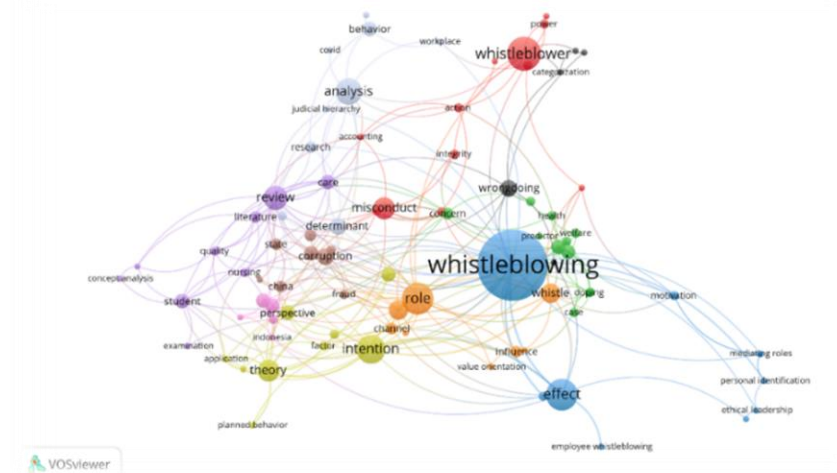 power
behavior
workplace
covid
whistleblower
categorization
analysis
judicial hierarchy
action
accounting
research
integrity
care
wrongdoing
review
misconduct
concern
literature
health
determinant
predictor
welfare
state
quality
corruption
whistleblowing
nursing
conceptanalysis
china
fraud
whistle
doping
motivation
student
role
perspective
case
channel
indonesia
examination
factor
intention
influence
mediating roles
application
theory
value orientation
personal identification
effect
ethical leadership
planned behavior
employee whistleblowing
VOSviewer